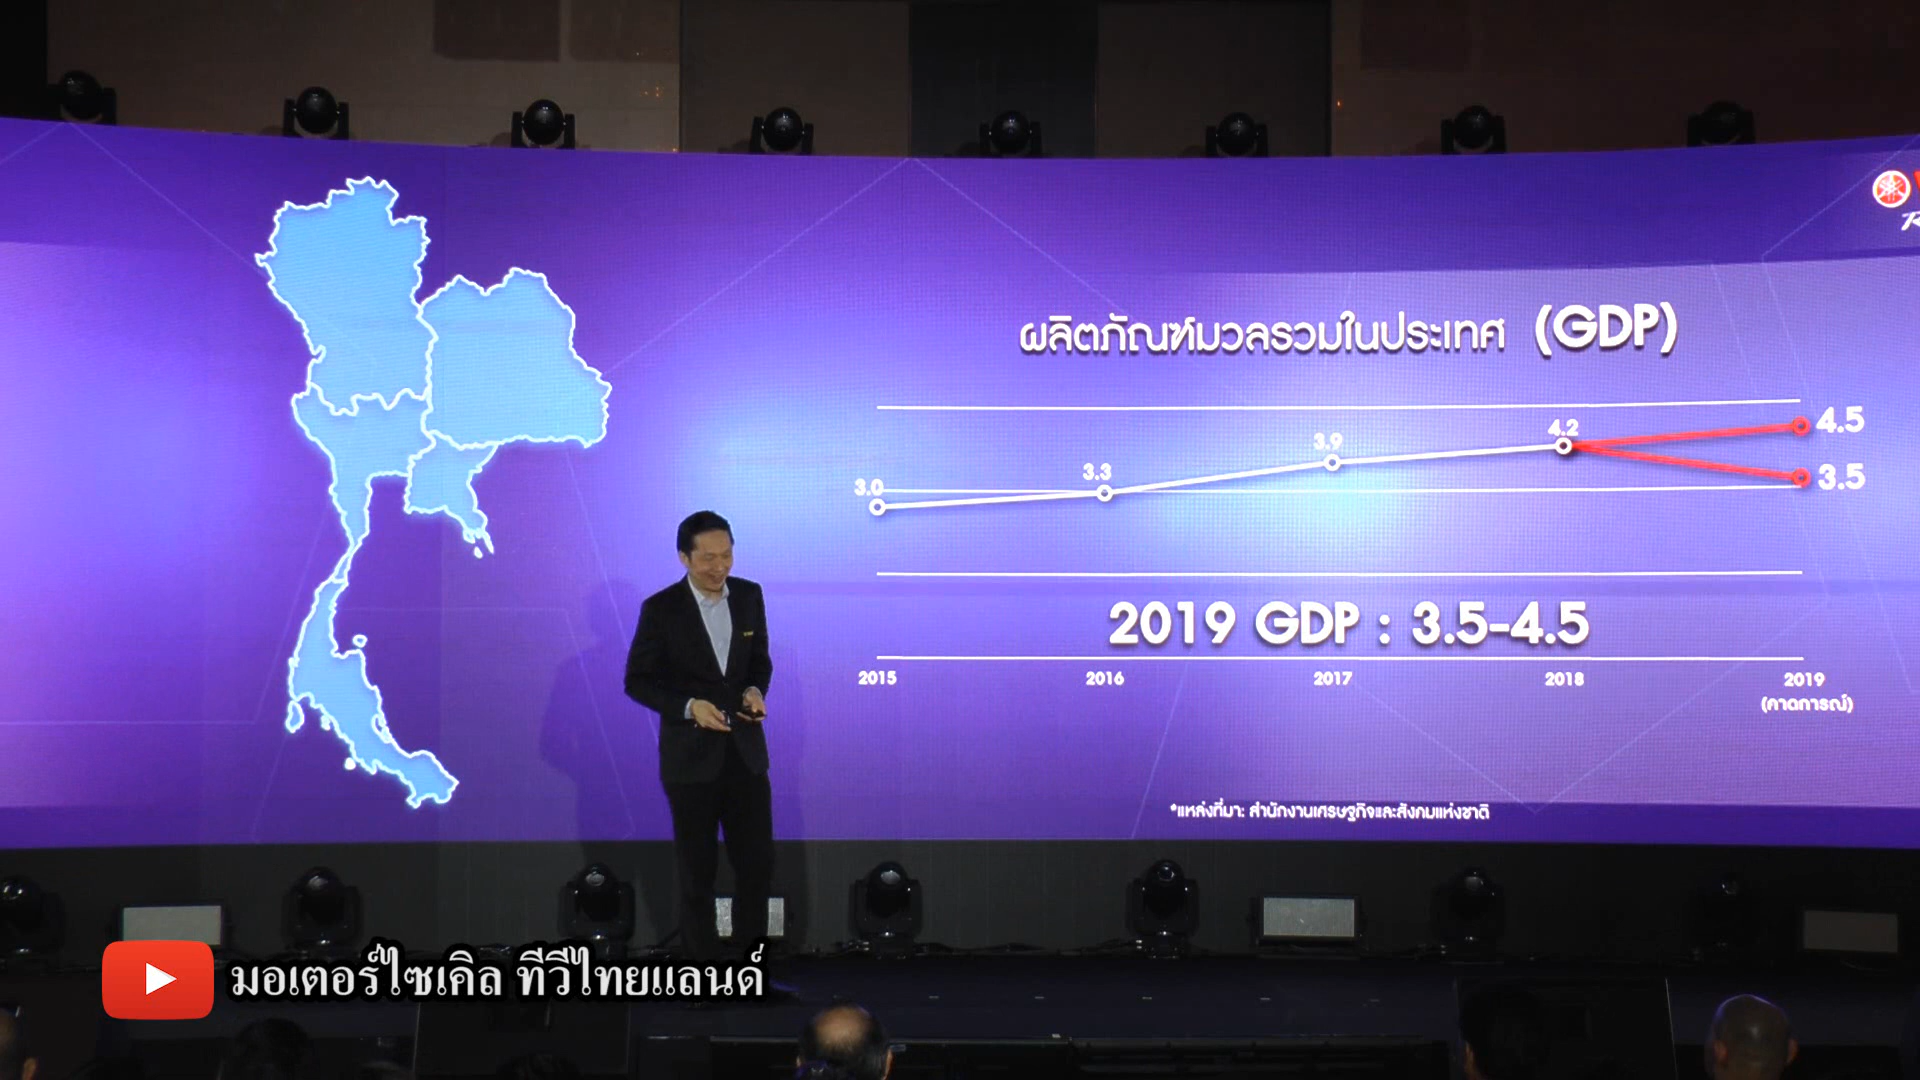 ผลิตภัณฑ์มวลรวมในประเทศ (GDP)
4.5
4.2
3.9
3.5
3.3
3.0
2019 GDP : 3.5-4.5
2015 2016 2017 2018 2019
(คาดการณ์)
*แหล่งที่มา: สำนักงานเศรษฐกิจและสังคมแห่งชาติ
มอเตอร์ไซเคิล ทีวีไทยแลนด์